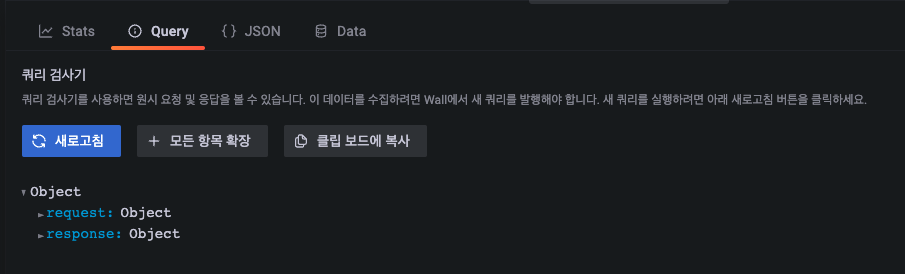 Stats Query JSON Data
쿼리 검사기
쿼리 검사기를 사용하면 원시 요청 및 응답을 볼 수 있습니다. 이 데이터를 수집하려면 Wall에서 새 쿼리를 발행해야 합니다. 새 쿼리를 실행하려면 아래 새로고침 버튼을 클릭하세요.
새로고침 모든 항목 확장 클립 보드에 복사
Object
request: Object
response: Object